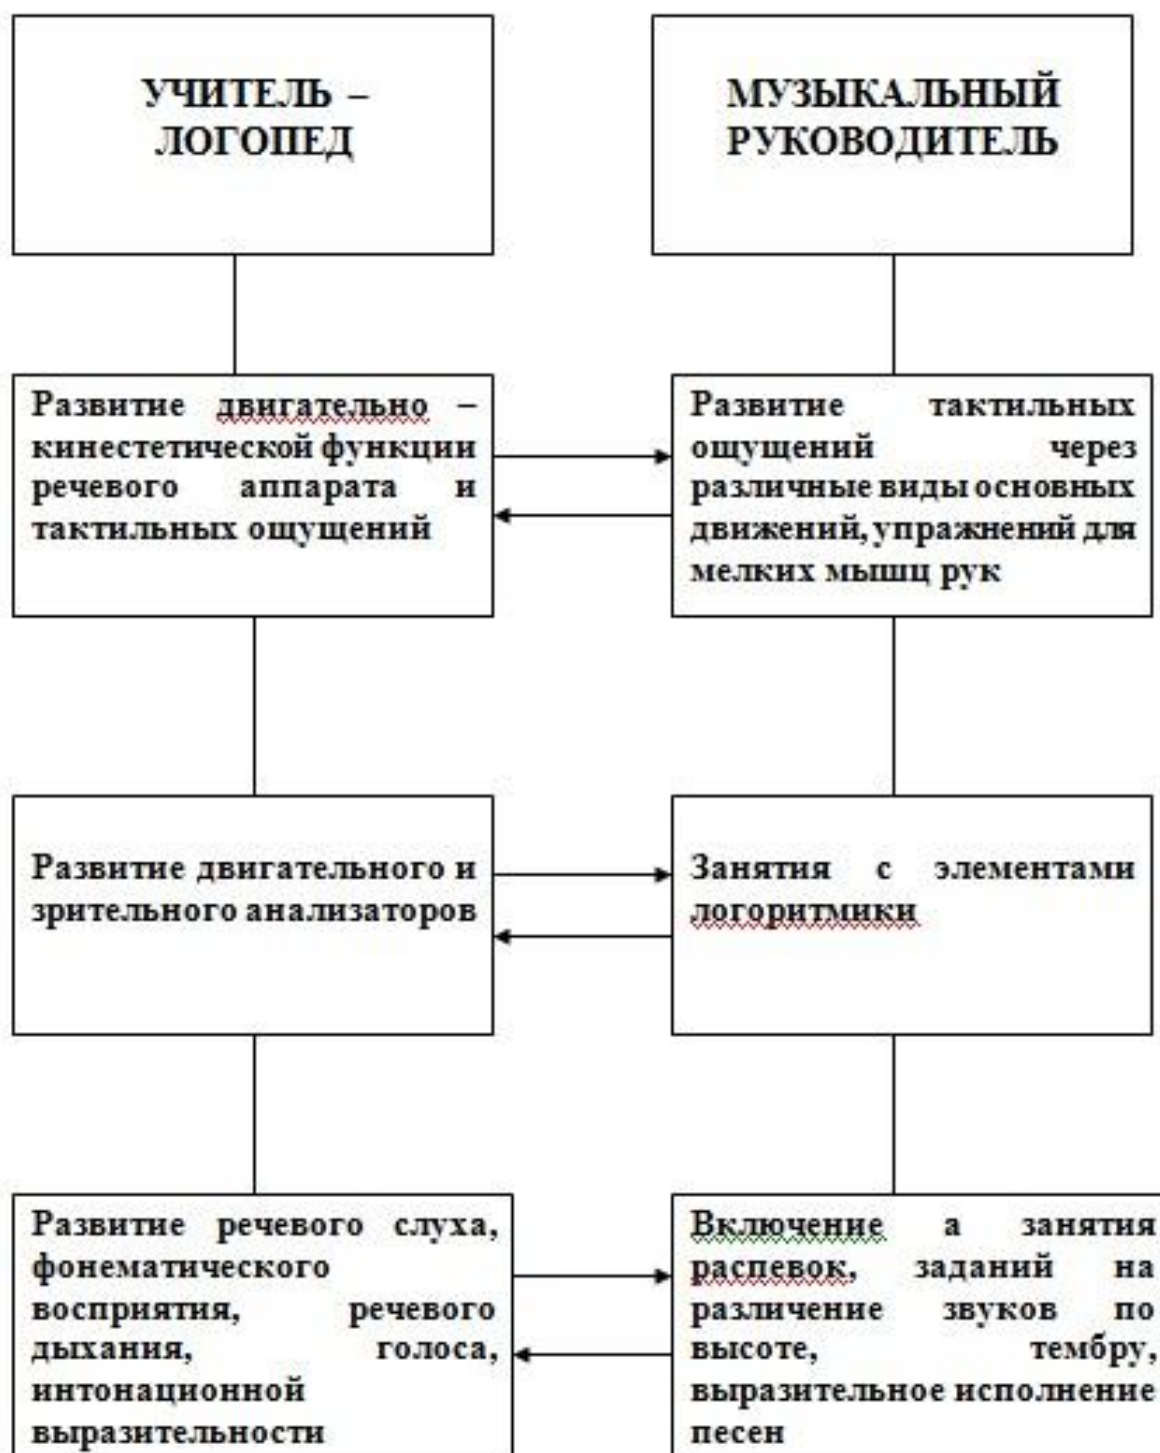 УЧИТЕЛЬ –
ЛОГОПЕД
МУЗЫКАЛЬНЫЙ
РУКОВОДИТЕЛЬ
Развитие двигательно –
кинестетической функции
речевого аппарата и
тактильных ощущений
Развитие тактильных
ощущений через
различные виды основных
движений, упражнений для
мелких мышц рук
Развитие двигательного и
зрительного анализаторов
Занятия с элементами
логоритмики
Развитие речевого слуха,
фонематического
восприятия, речевого
дыхания, голоса,
интонационной
выразительности
Включение а занятия
распевок, заданий на
различение звуков по
высоте, тембру,
выразительное исполнение
песен